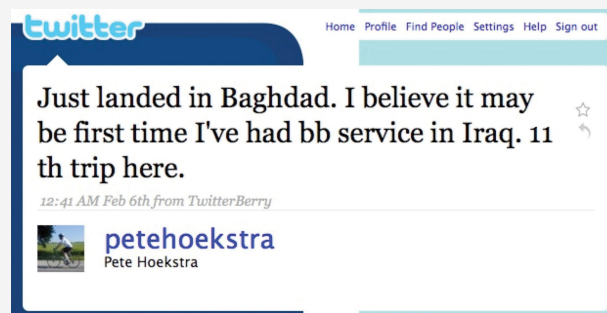 twitter
Home Profile Find People Settings Help Sign out
Just landed in Baghdad. I believe it may
be first time I've had bb service in Iraq. 11
th trip here.
12:41 AM Feb 6th from TwitterBerry
petehoekstra
Pete Hoekstra